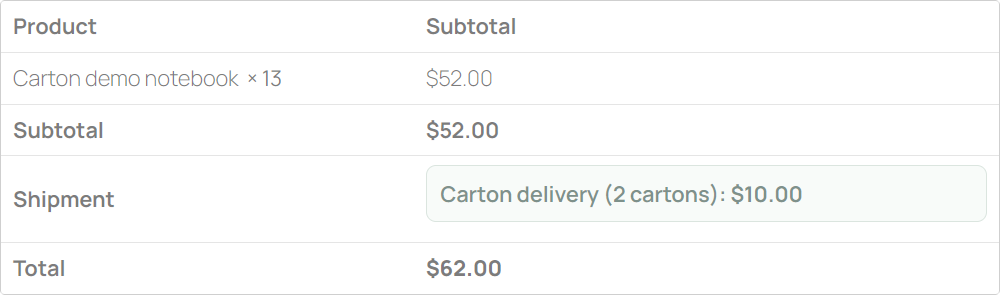 Product Subtotal
Carton demo notebook × 13 $52.00
Subtotal $52.00
Shipment Carton delivery (2 cartons): $10.00
Total $62.00